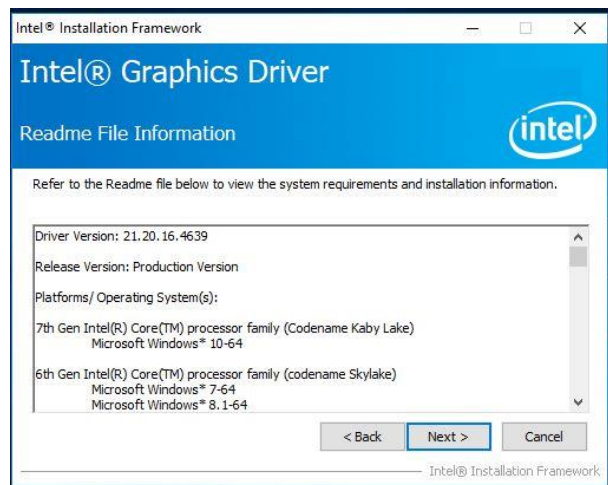 Intel® Installation Framework
Intel® Graphics Driver
Readme File Information
intel
Refer to the Readme file below to view the system requirements and installation information.
Driver Version: 21.20.16.4639
Release Version: Production Version
Platforms/ Operating System(s):
7th Gen Intel(R) Core(TM) processor family (Codename Kaby Lake)
Microsoft Windows* 10-64
6th Gen Intel(R) Core(TM) processor family (codename Skylake)
Microsoft Windows* 7-64
Microsoft Windows* 8.1-64
< Back Next > Cancel
Intel® Installation Framework